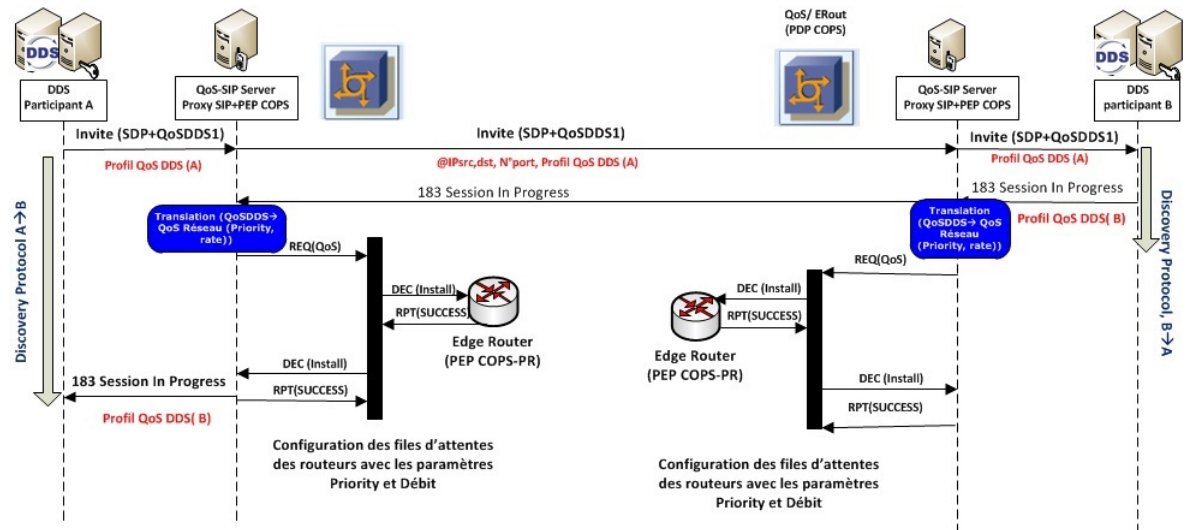 QoS/ ERout
(PDP COPS)
DDS
DDS
DDS
Participant A
QoS-SIP Server
Proxy SIP+PEP COPS
QoS-SIP Server
Proxy SIP+PEP COPS
DDS
participant B
Invite (SDP+QoSDDS1)
Invite (SDP+QoSDDS1)
Invite (SDP+QoSDDS1)
Profil QoS DDS (A)
@IPsrc,dst, N°port, Profil QoS DDS (A)
Profil QoS DDS (A)
183 Session In Progress
183 Session In Progress
Profil QoS DDS( B)
Discovery Protocol A→B
Discovery Protocol, B→A
Translation (QoSDDS→
QoS Réseau (Priority,
rate))
Translation
(QoSDDS→ QoS
Réseau
(Priority, rate))
REQ(QoS)
REQ(QoS)
DEC (Install)
RPT(SUCCESS)
DEC (Install)
RPT(SUCCESS)
Edge Router
(PEP COPS-PR)
Edge Router
(PEP COPS-PR)
DEC (Install)
183 Session In Progress
RPT(SUCCESS)
Profil QoS DDS( B)
DEC (Install)
RPT(SUCCESS)
Configuration des files d'attentes
des routeurs avec les paramètres
Priority et Débit
Configuration des files d'attentes
des routeurs avec les paramètres
Priority et Débit